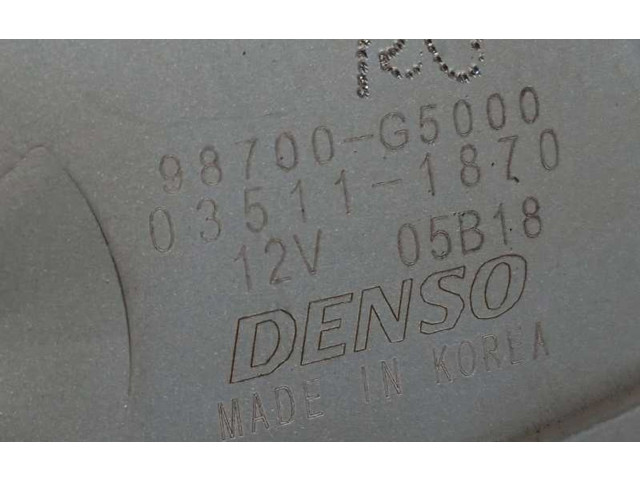 98700-G5000
03511-1870
12V 05B18
DENSO
MADE IN KOREA